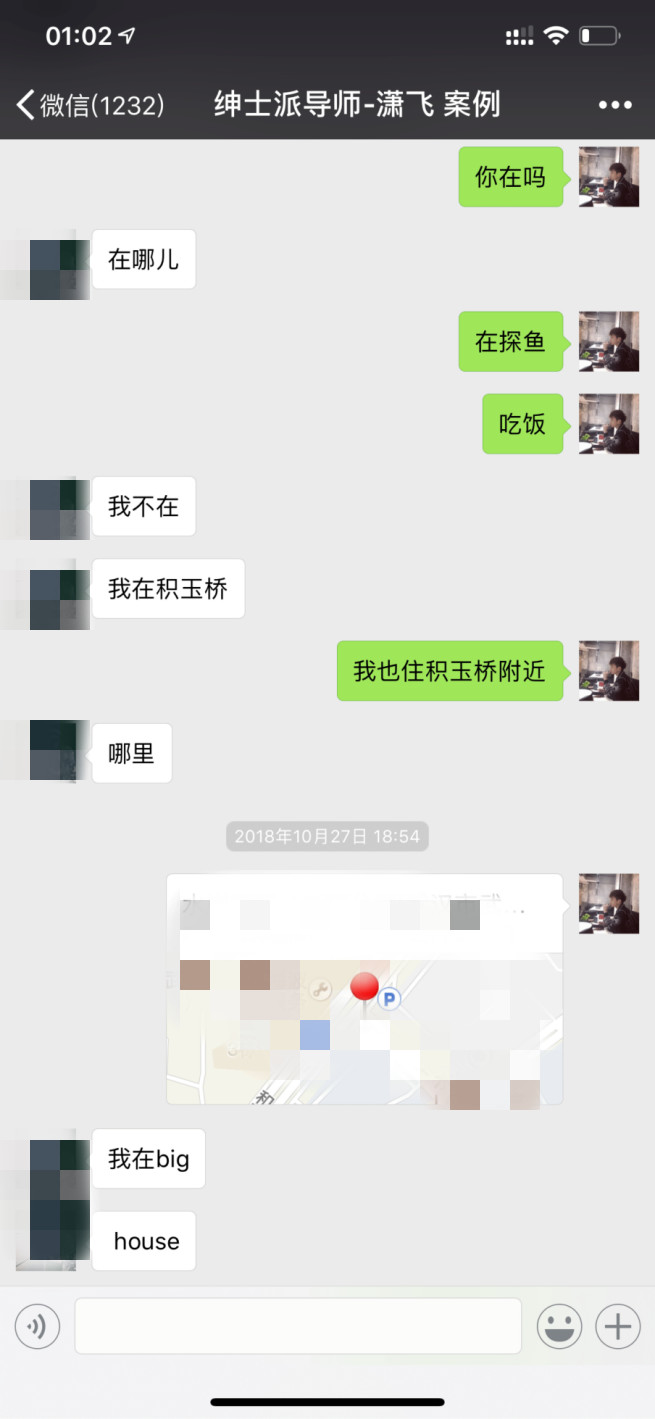 01:02
微信(1232)
绅士派导师-潇飞 案例
你在吗
在哪儿
在探鱼
吃饭
我不在
我在积玉桥
我也住积玉桥附近
哪里
2018年10月27日 18:54
P
我在big
house